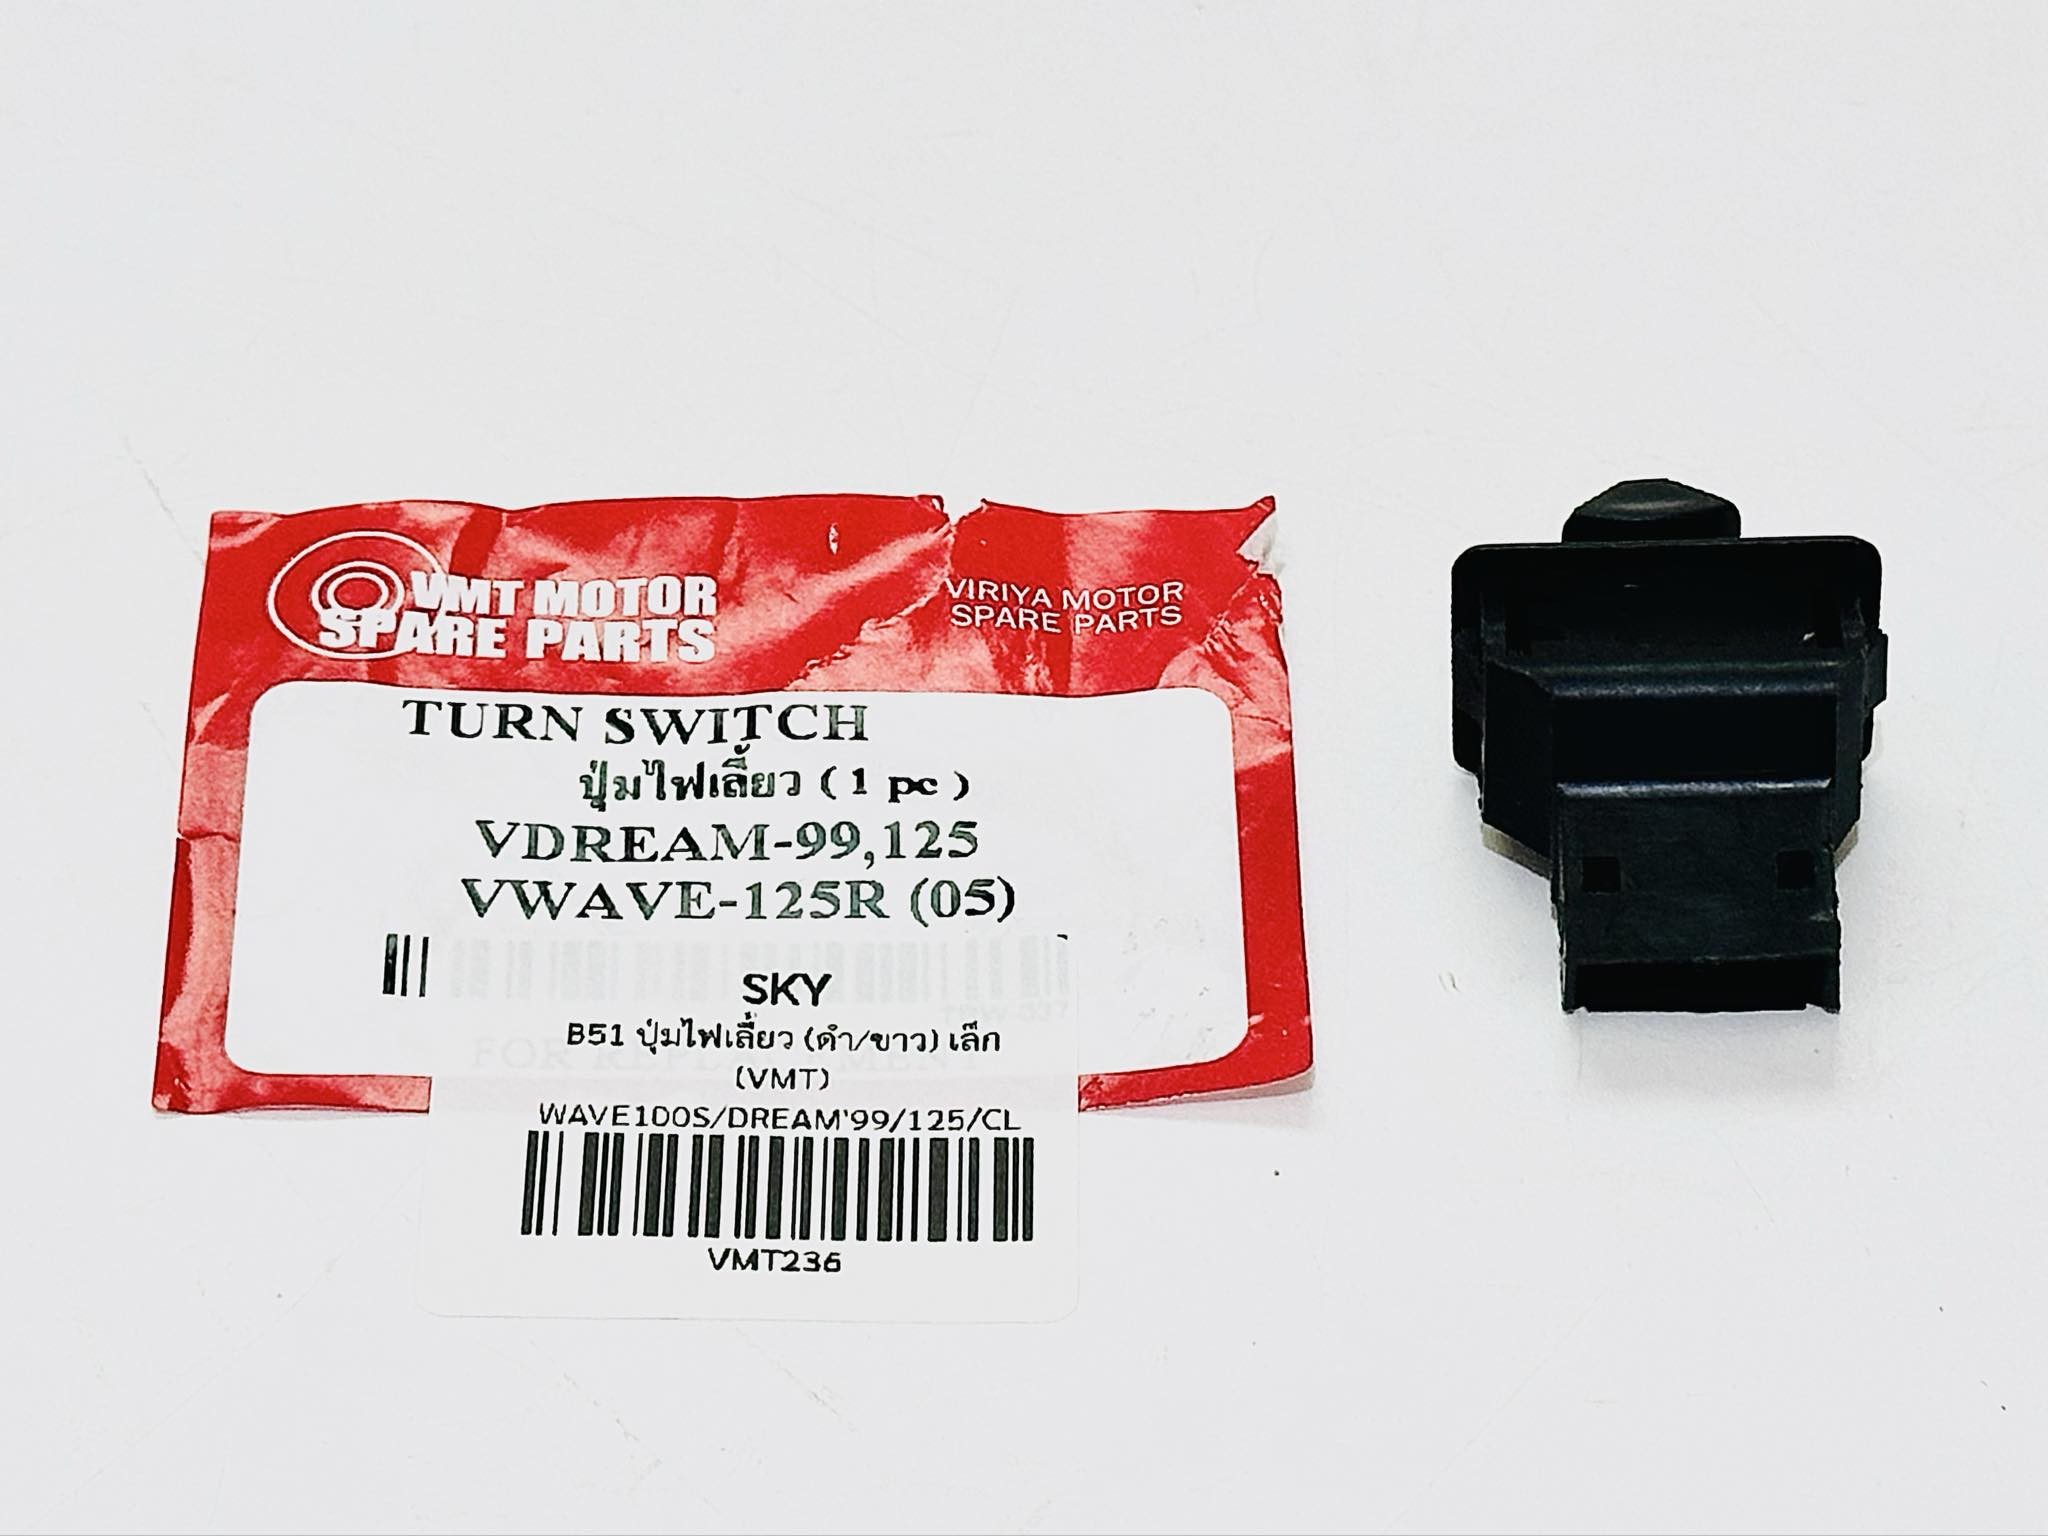 VMT MOTOR
SPARE PARTS
VIRIYA MOTOR
SPARE PARTS
TURN SWITCH
ปุ่มไฟเลี้ยว ( 1 pc )
VDREAM-99,125
VWAVE-125R (05)
SKY
B51 ปุ่มไฟเลี้ยว (ดำ/ขาว) เล็ก
(VMT)
FOR REPLACEMENT
WAVE100S/DREAM'99/125/CL
VMT236